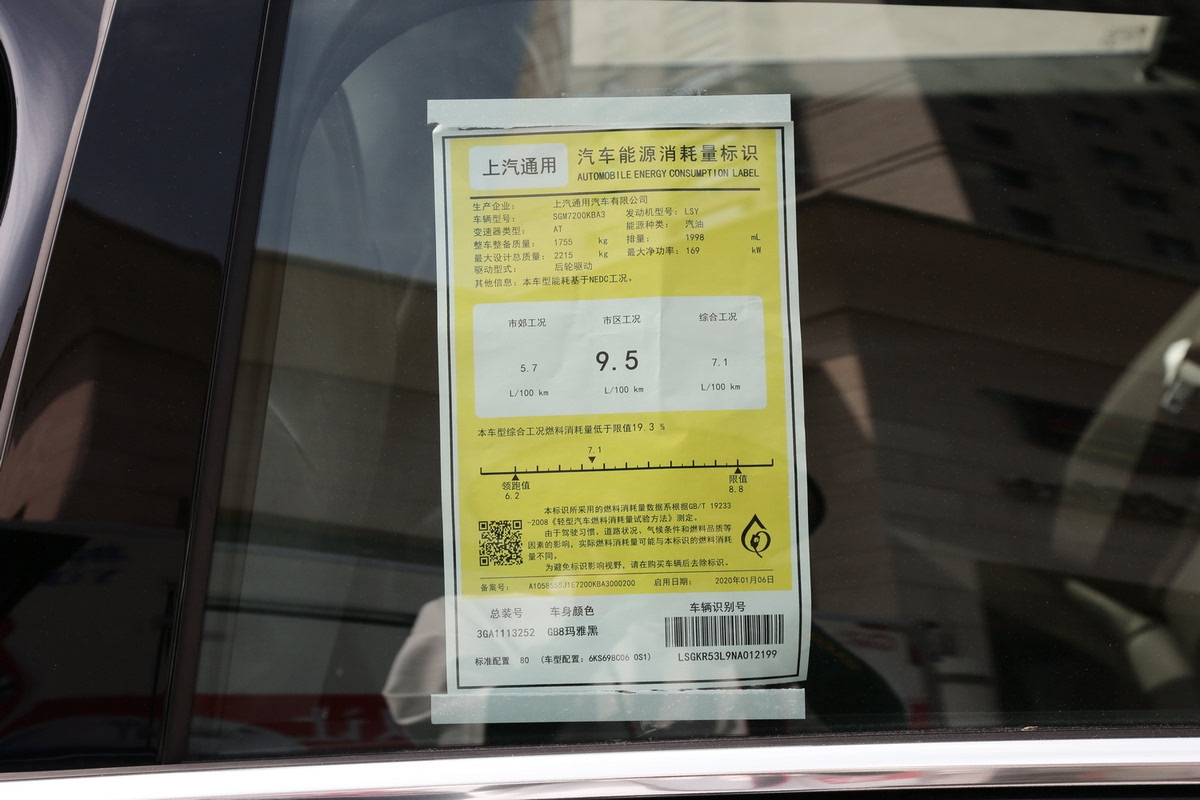 上汽通用
汽车能源消耗量标识
AUTOMOBILE ENERGY CONSUMPTION LABEL
生产企业： 上汽通用汽车有限公司
车辆型号： SGM7200KBA3 发动机型号：LSY
变速器类型： AT 能源种类： 汽油
整车整备质量： 1755 kg 排量： 1998 mL
最大设计总质量： 2215 kg 最大净功率：169 kW
驱动型式： 后轮驱动
其他信息：本车型能耗基于NEDC工况。
市郊工况 市区工况 综合工况
5.7 9.5 7.1
L/100 km L/100 km L/100 km
本车型综合工况燃料消耗量低于限值19.3 %
7.1
领跑值 限值
6.2 8.8
本标识所采用的燃料消耗量数据系根据GB/T 19233
-2008《轻型汽车燃料消耗量试验方法》测定。
由于驾驶习惯、道路状况、气候条件和燃料品质等
因素的影响，实际燃料消耗量可能与本标识的燃料消耗
量不同。
为避免标识影响视野，请在购买车辆后去除标识。
备案号： 启用日期： 2020年01月06日
总装号 车身颜色 车辆识别号
3GA1113252 GB8玛雅黑
标准配置 80 (车型配置：6KS698C06 0S1) LSGKR53L9NA012199